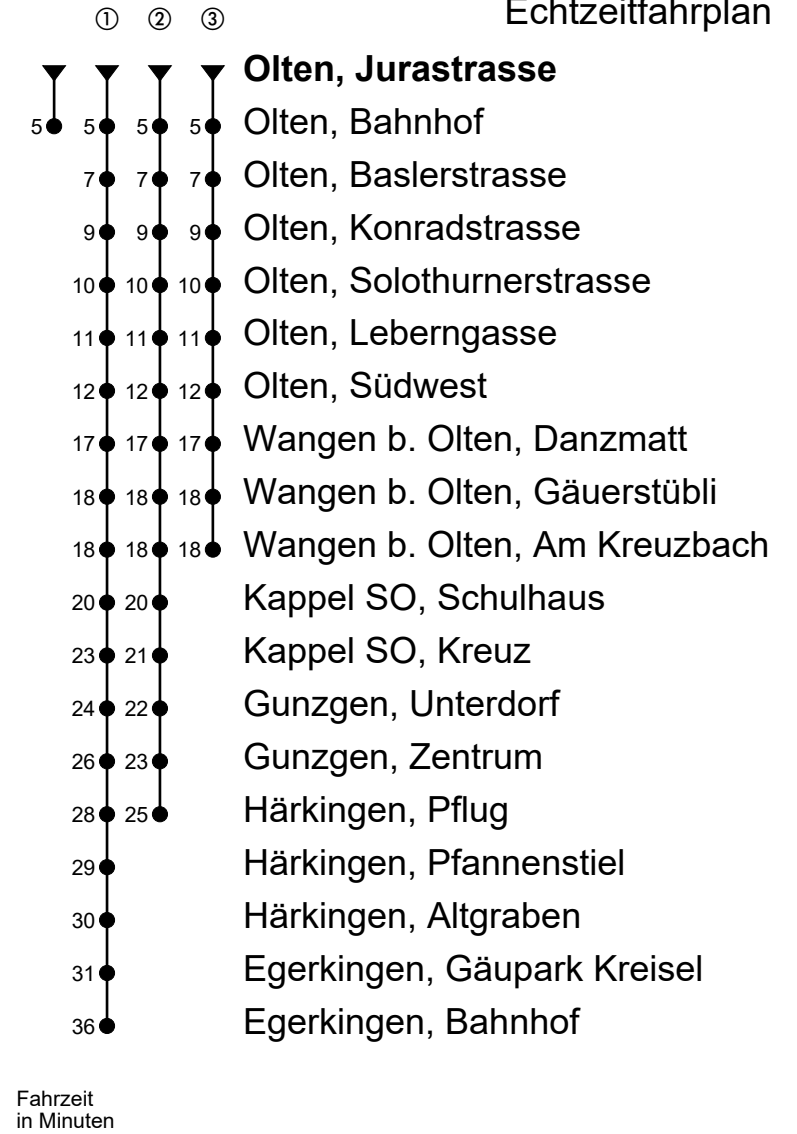 Echtzeitfahrplan
① ② ③
Olten, Jurastrasse
5 5 5 5 Olten, Bahnhof
7 7 7 Olten, Baslerstrasse
9 9 9 Olten, Konradstrasse
10 10 10 Olten, Solothurnerstrasse
11 11 11 Olten, Leberngasse
12 12 12 Olten, Südwest
17 17 17 Wangen b. Olten, Danzmatt
18 18 18 Wangen b. Olten, Gäuerstübli
18 18 18 Wangen b. Olten, Am Kreuzbach
20 20 Kappel SO, Schulhaus
23 21 Kappel SO, Kreuz
24 22 Gunzgen, Unterdorf
26 23 Gunzgen, Zentrum
28 25 Härkingen, Pflug
29 Härkingen, Pfannenstiel
30 Härkingen, Altgraben
31 Egerkingen, Gäupark Kreisel
36 Egerkingen, Bahnhof
Fahrzeit
in Minuten